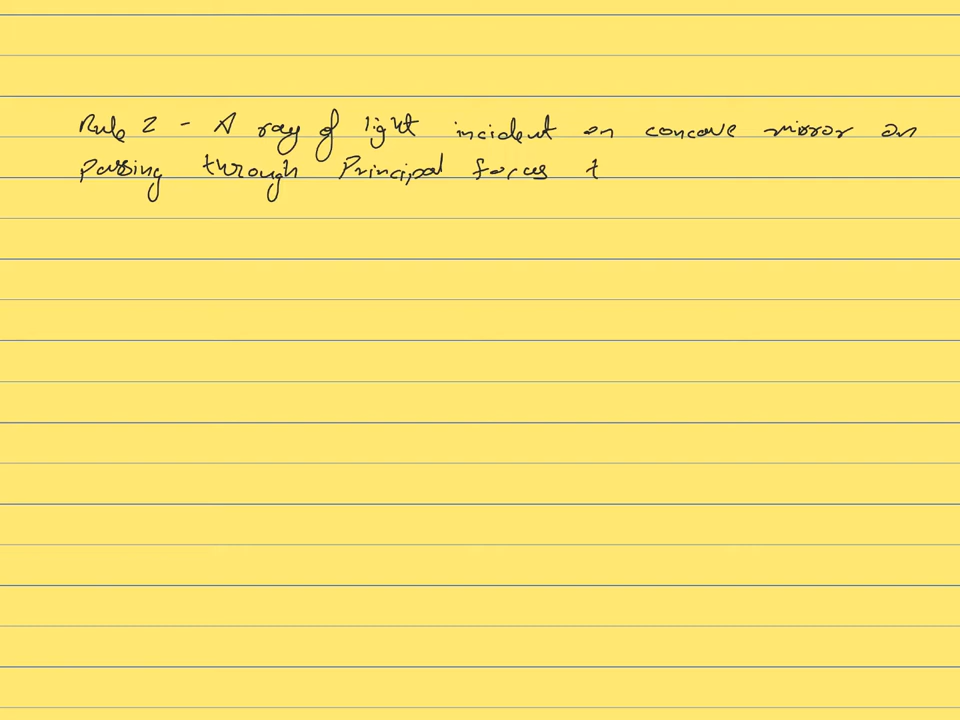 Rule 2 - A ray of light incident on concave mirror on
Passing through Principal forces t